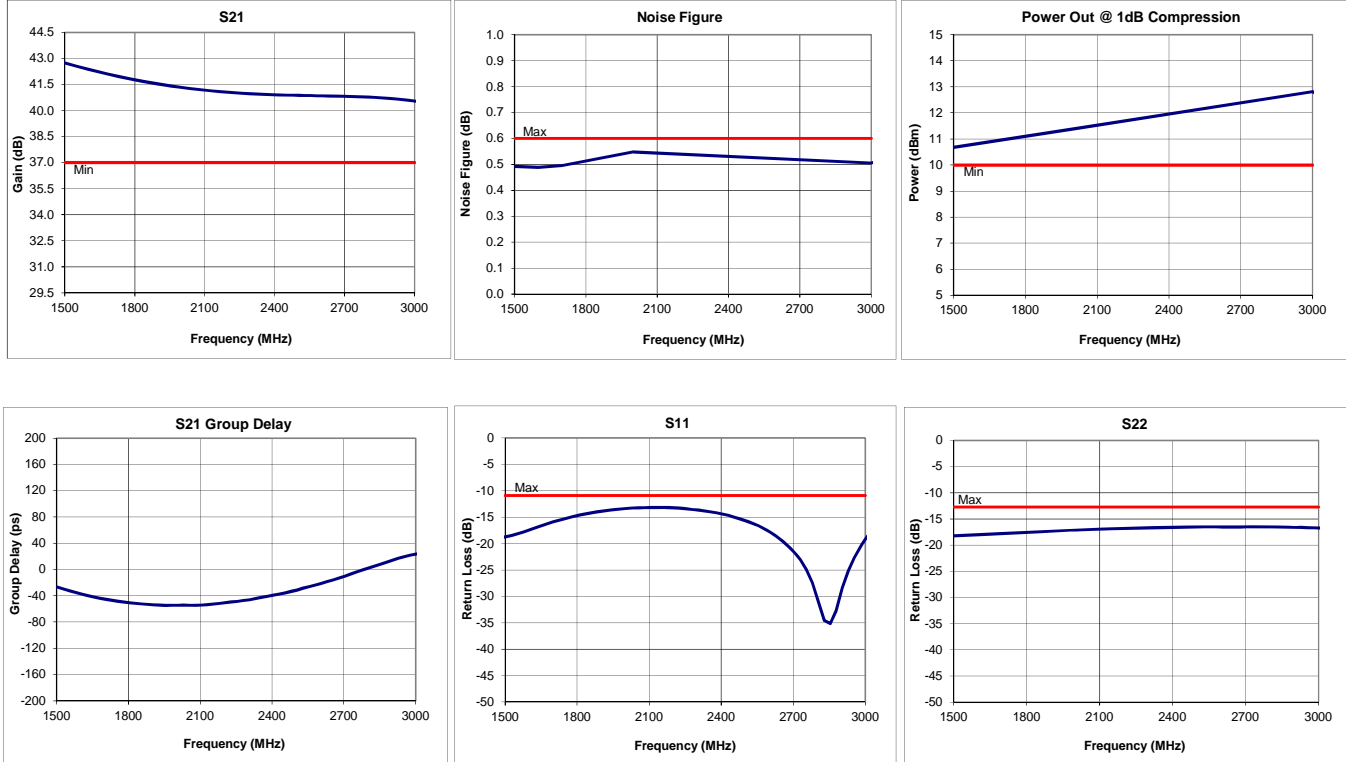 S21
44.5
43.0
41.5
40.0
38.5
37.0
35.5
34.0
32.5
31.0
29.5
Gain (dB)
Min
1500 1800 2100 2400 2700 3000
Frequency (MHz)
Noise Figure
1.0
0.9
0.8
0.7
0.6
0.5
0.4
0.3
0.2
0.1
0.0
Noise Figure (dB)
Max
1500 1800 2100 2400 2700 3000
Frequency (MHz)
Power Out @ 1dB Compression
15
14
13
12
11
10
9
8
7
6
5
Power (dBm)
Min
1500 1800 2100 2400 2700 3000
Frequency (MHz)
S21 Group Delay
200
160
120
80
40
0
-40
-80
-120
-160
-200
Group Delay (ps)
1500 1800 2100 2400 2700 3000
Frequency (MHz)
S11
0
-5
-10
-15
-20
-25
-30
-35
-40
-45
-50
Return Loss (dB)
Max
1500 1800 2100 2400 2700 3000
Frequency (MHz)
S22
0
-5
-10
-15
-20
-25
-30
-35
-40
-45
-50
Return Loss (dB)
Max
1500 1800 2100 2400 2700 3000
Frequency (MHz)